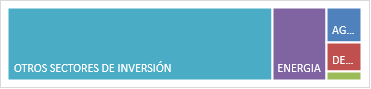 OTROS SECTORES DE INVERSIÓN
ENERGIA
AG...
DE...